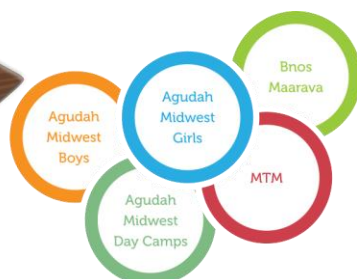 Agudah
Midwest
Boys
Agudah
Midwest
Girls
Bnos
Maarava
MTM
Agudah
Midwest
Day Camps